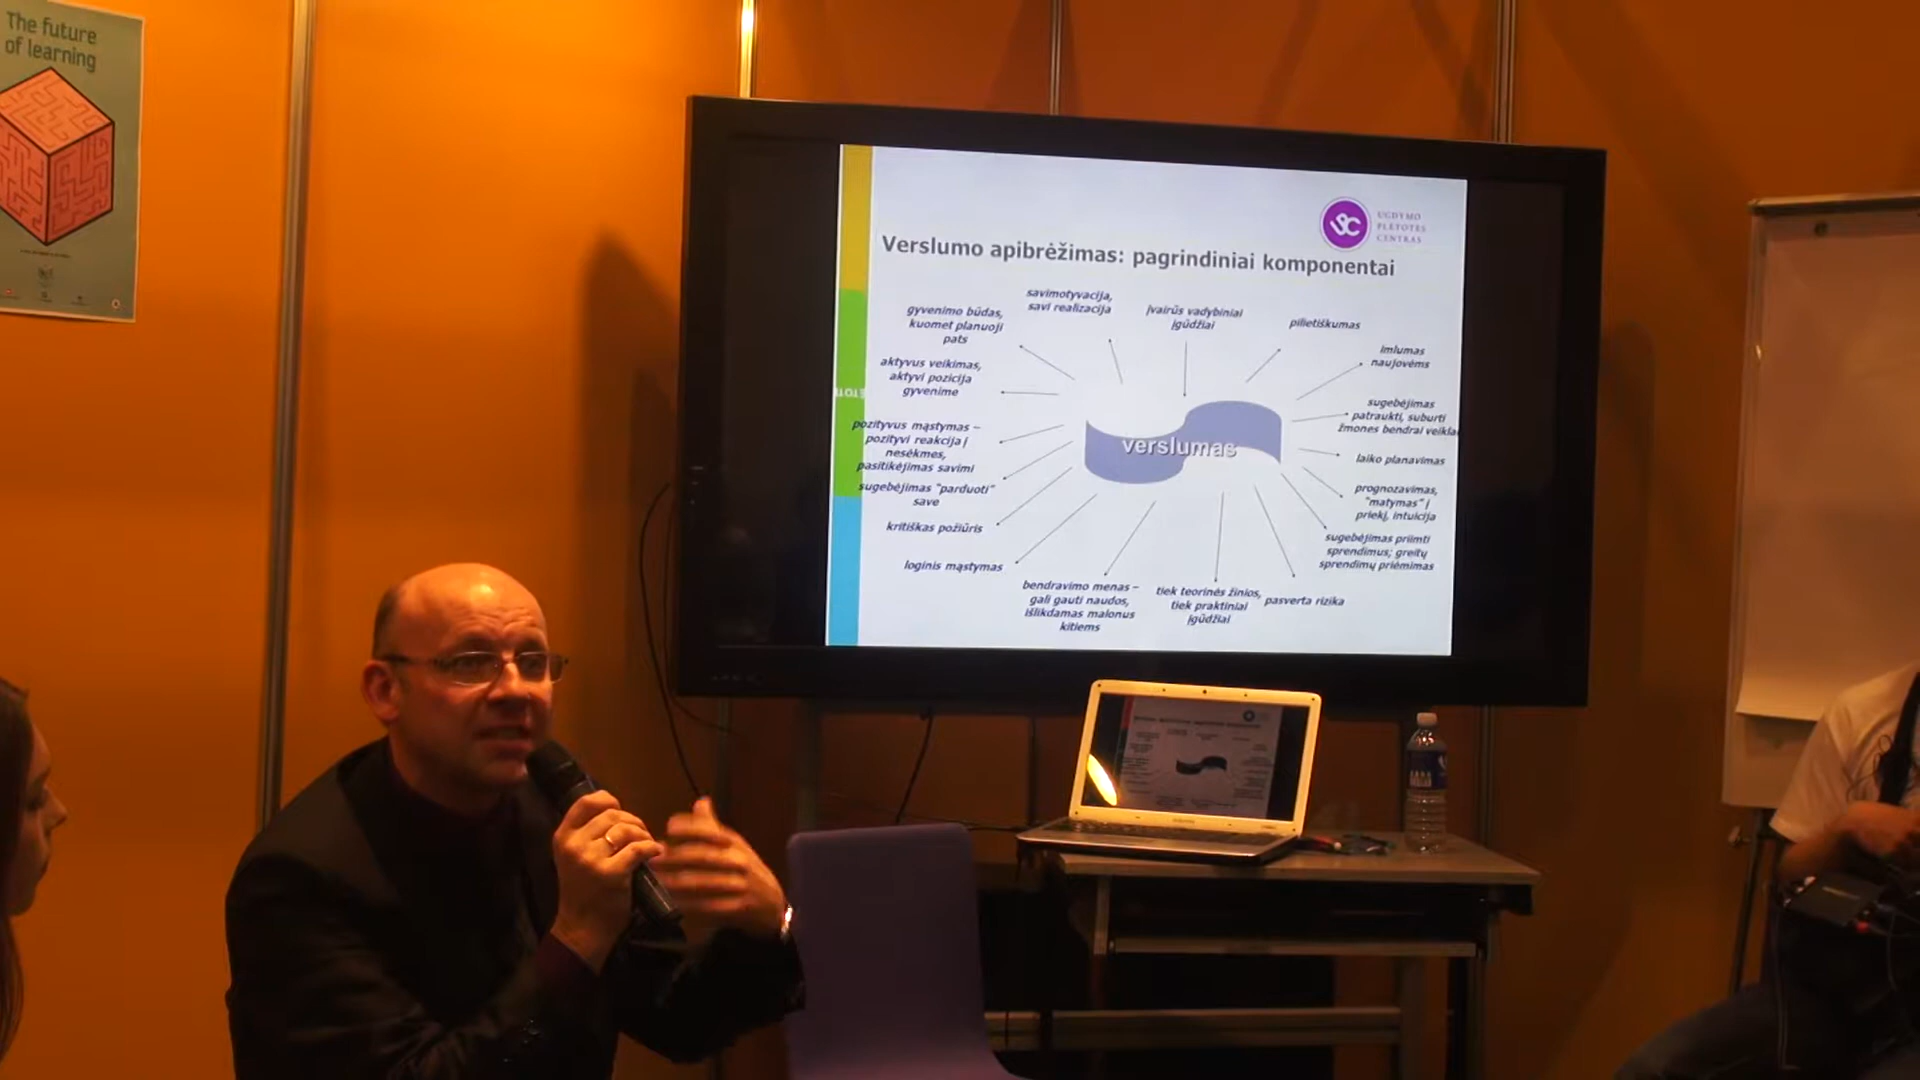 The future
of learning
UGDYMO
PLĖTOTĖS
CENTRAS
Verslumo apibrėžimas: pagrindiniai komponentai
savimotyvacija,
savi realizacija
įvairūs vadybiniai
įgūdžiai
pilietiškumas
gyvenimo būdas,
kuomet planuoji
pats
imlumas
naujovėms
aktyvus veikimas,
aktyvi pozicija
gyvenime
sugebėjimas
patraukti, suburti
žmones bendrai veiklai
pozityvus mąstymas –
pozityvi reakcija į
nesėkmes,
pasitikėjimas savimi
verslumas
laiko planavimas
sugebėjimas "parduoti"
save
prognozavimas,
"matymas" į
priekį, intuicija
kritiškas požiūris
sugebėjimas priimti
sprendimus; greitų
sprendimų priėmimas
loginis mąstymas
bendravimo menas –
gali gauti naudos,
išlikdamas malonus
kitiems
tiek teorinės žinios,
tiek praktiniai
įgūdžiai
pasverta rizika